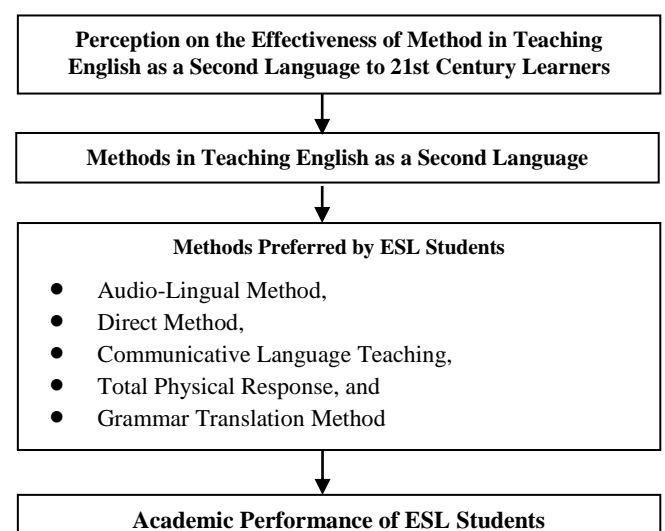 Perception on the Effectiveness of Method in Teaching
English as a Second Language to 21st Century Learners
Methods in Teaching English as a Second Language
Methods Preferred by ESL Students
● Audio-Lingual Method,
● Direct Method,
● Communicative Language Teaching,
● Total Physical Response, and
● Grammar Translation Method
Academic Performance of ESL Students